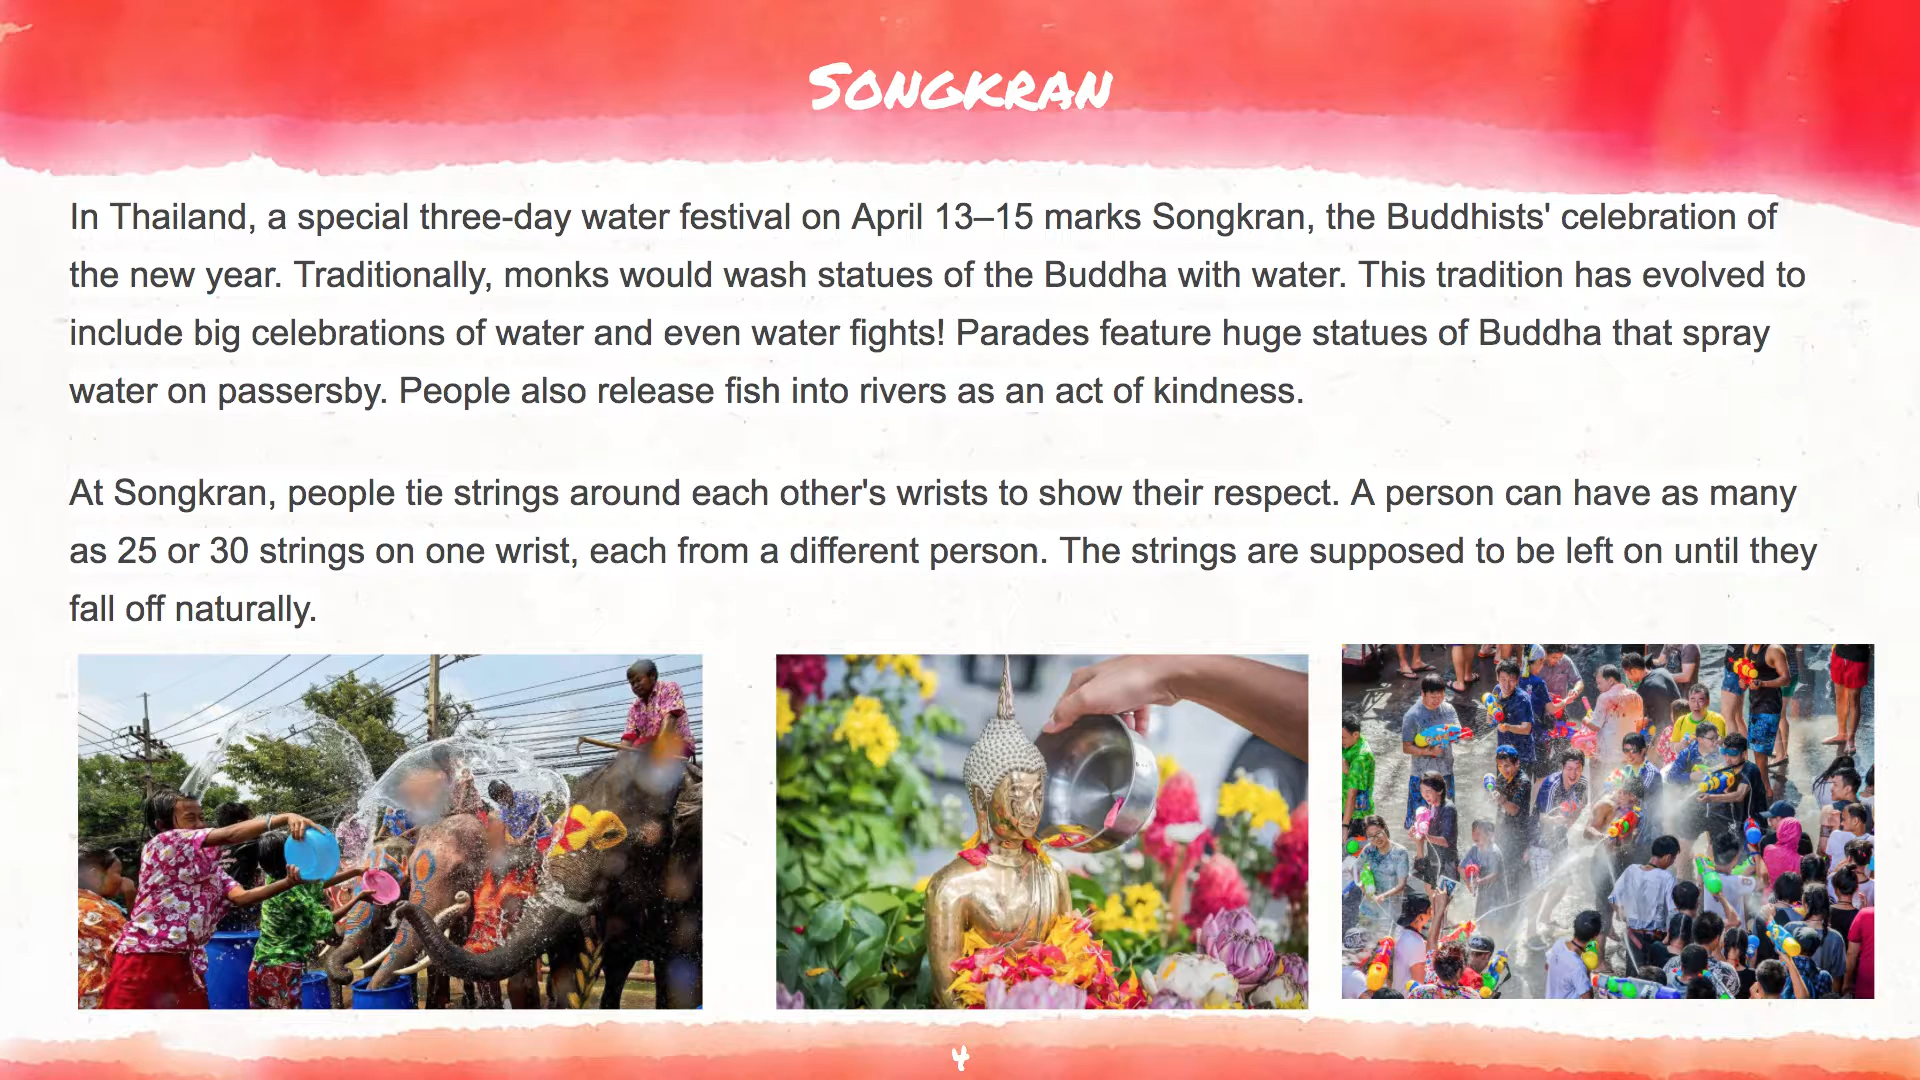 Songkran
In Thailand, a special three-day water festival on April 13–15 marks Songkran, the Buddhists' celebration of
the new year. Traditionally, monks would wash statues of the Buddha with water. This tradition has evolved to
include big celebrations of water and even water fights! Parades feature huge statues of Buddha that spray
water on passersby. People also release fish into rivers as an act of kindness.
At Songkran, people tie strings around each other's wrists to show their respect. A person can have as many
as 25 or 30 strings on one wrist, each from a different person. The strings are supposed to be left on until they
fall off naturally.
4